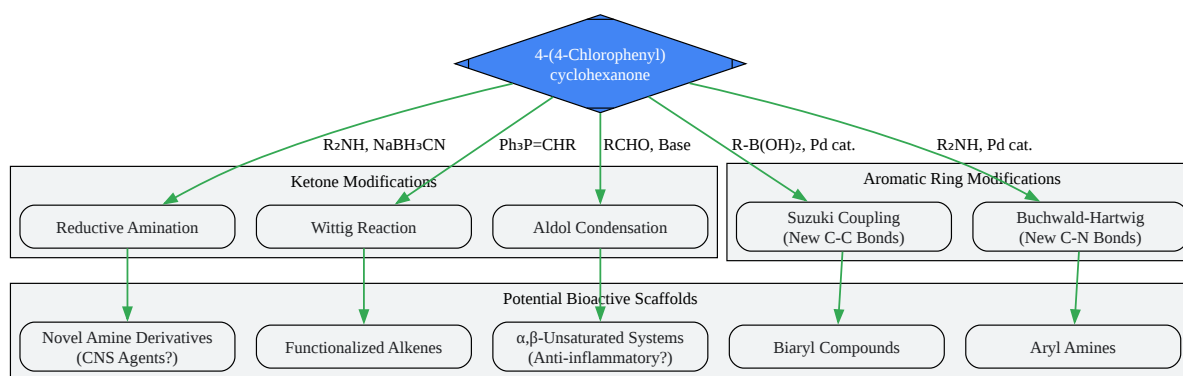 4-(4-Chlorophenyl)
cyclohexanone
R₂NH, NaBH₃CN
Ph₃P=CHR
RCHO, Base
R-B(OH)₂, Pd cat.
R₂NH, Pd cat.
Ketone Modifications
Aromatic Ring Modifications
Reductive Amination
Wittig Reaction
Aldol Condensation
Suzuki Coupling
(New C-C Bonds)
Buchwald-Hartwig
(New C-N Bonds)
Potential Bioactive Scaffolds
Novel Amine Derivatives
(CNS Agents?)
Functionalized Alkenes
α,β-Unsaturated Systems
(Anti-inflammatory?)
Biaryl Compounds
Aryl Amines